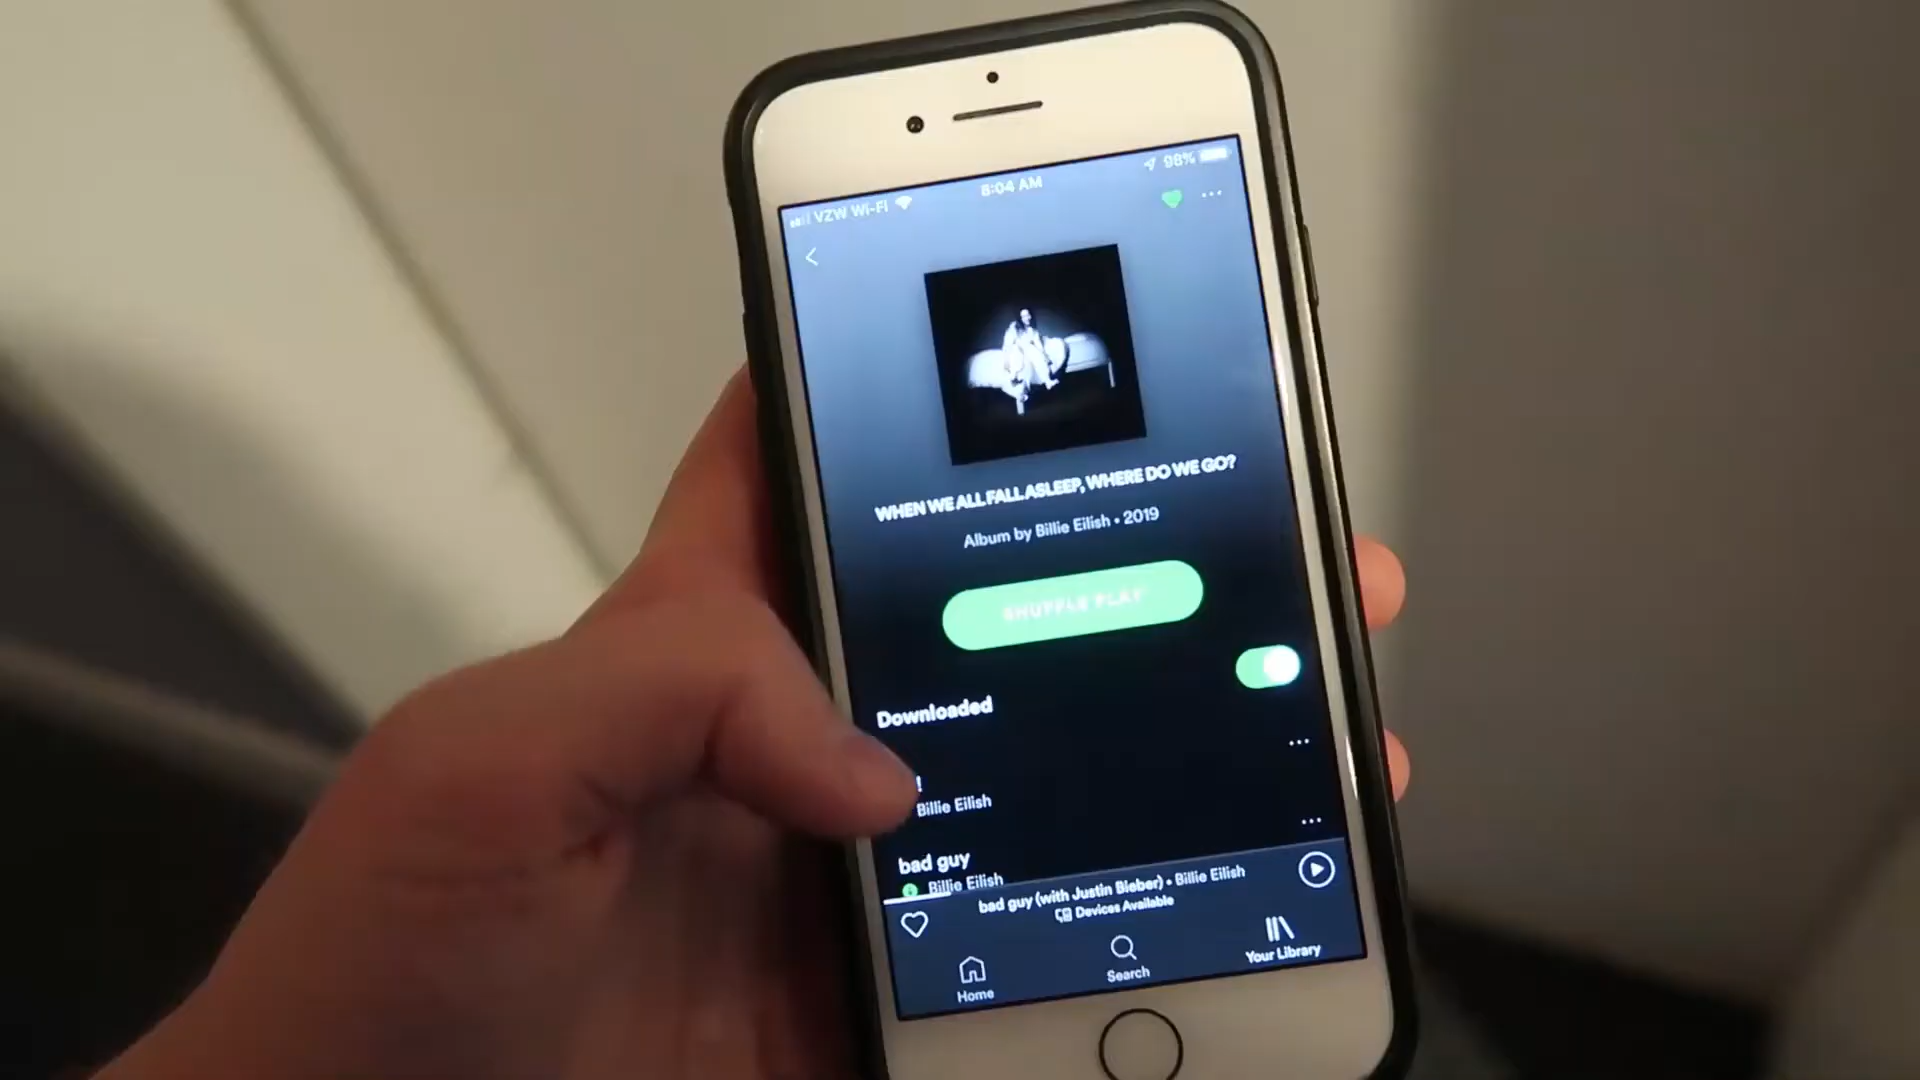 VZW Wi-Fi
8:04 AM
98%
WHEN WE ALL FALL ASLEEP, WHERE DO WE GO?
Album by Billie Eilish • 2019
SHUFFLE PLAY
Downloaded
!
Billie Eilish
bad guy
Billie Eilish
bad guy (with Justin Bieber) • Billie Eilish
Devices Available
Home
Search
Your Library